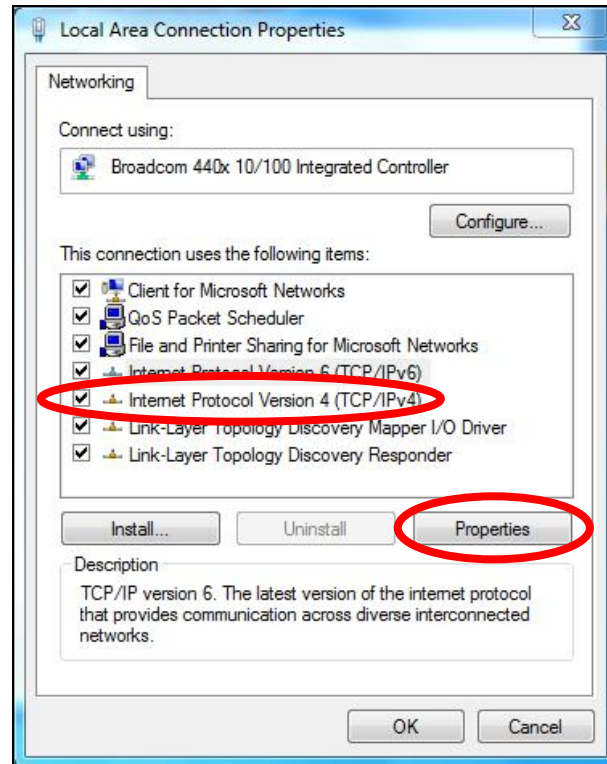 Local Area Connection Properties
Networking
Connect using:
Broadcom 440x 10/100 Integrated Controller
Configure...
This connection uses the following items:
Client for Microsoft Networks
QoS Packet Scheduler
File and Printer Sharing for Microsoft Networks
Internet Protocol Version 6 (TCP/IPv6)
Internet Protocol Version 4 (TCP/IPv4)
Link-Layer Topology Discovery Mapper I/O Driver
Link-Layer Topology Discovery Responder
Install... Uninstall Properties
Description
TCP/IP version 6. The latest version of the internet protocol
that provides communication across diverse interconnected
networks.
OK Cancel